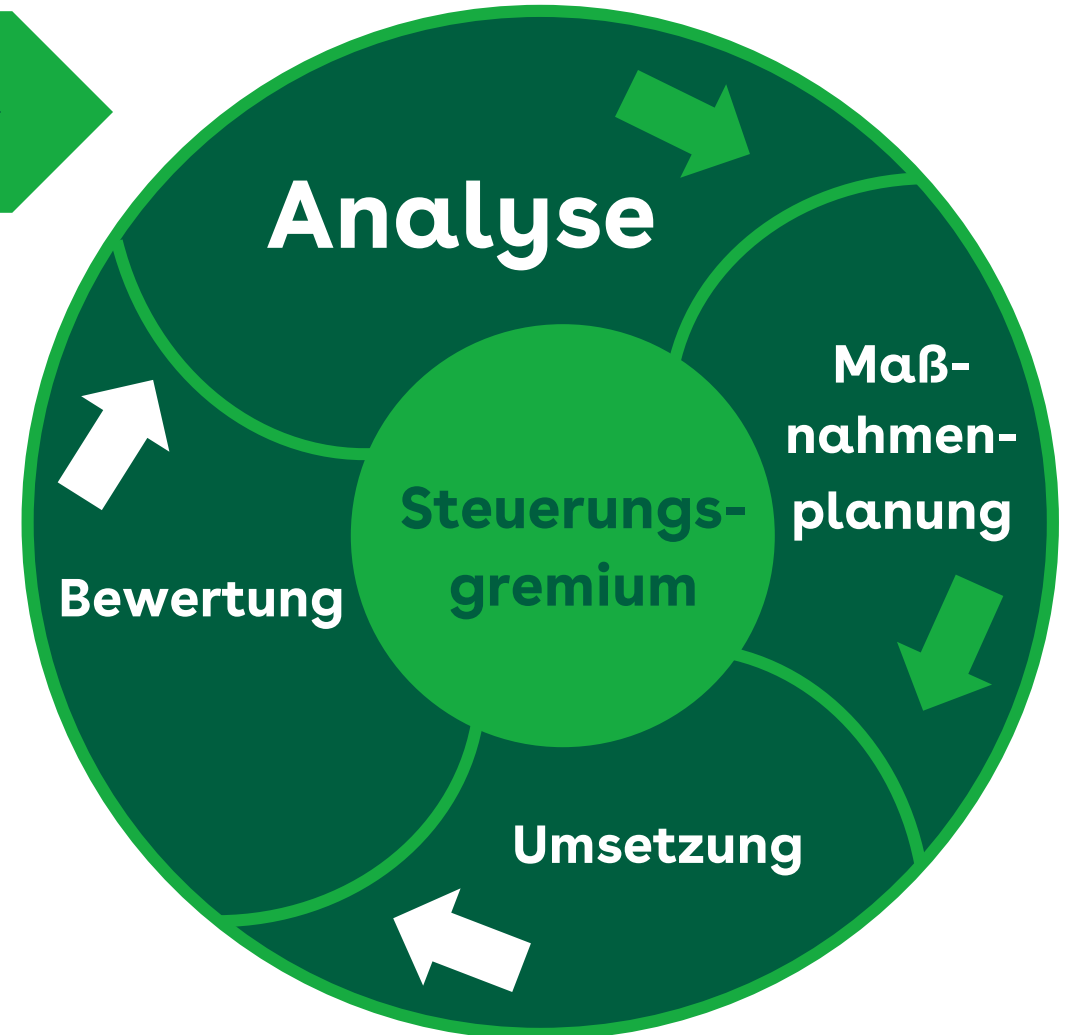 Analyse
Maß-
nahmen-
planung
Steuerungs-
gremium
Bewertung
Umsetzung